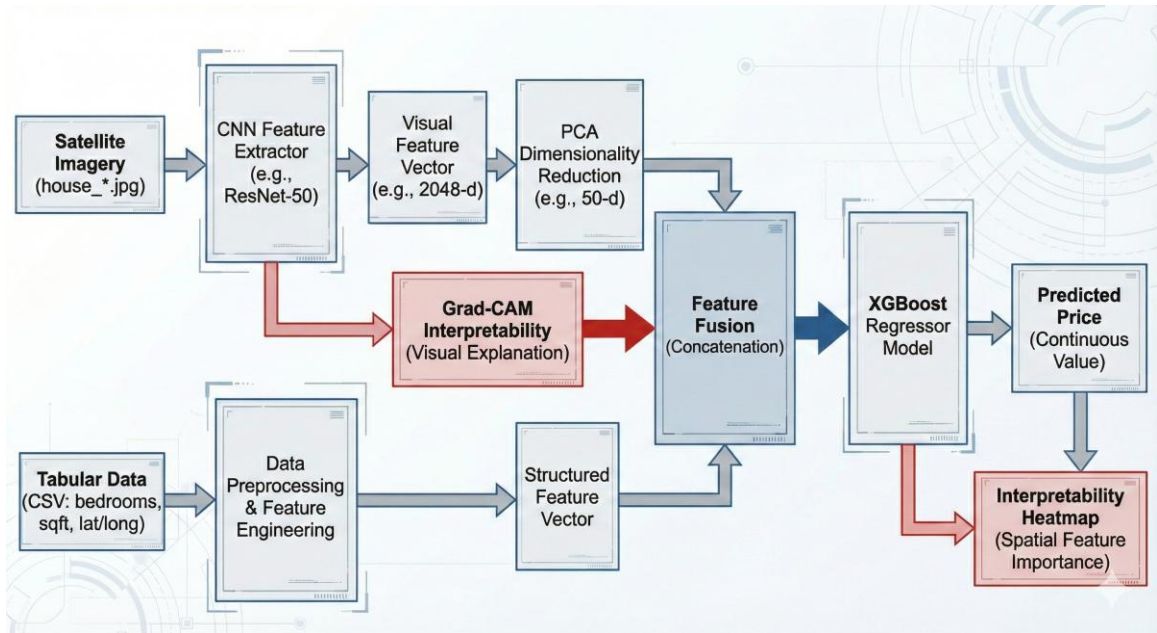 Satellite
Imagery
(house_*.jpg)
CNN Feature
Extractor
(e.g.,
ResNet-50)
Visual
Feature
Vector
(e.g., 2048-d)
PCA
Dimensionality
Reduction
(e.g., 50-d)
Grad-CAM
Interpretability
(Visual Explanation)
Feature
Fusion
(Concatenation)
XGBoost
Regressor
Model
Predicted
Price
(Continuous
Value)
Tabular Data
(CSV: bedrooms,
sqft, lat/long)
Data
Preprocessing
& Feature
Engineering
Structured
Feature
Vector
Interpretability
Heatmap
(Spatial Feature
Importance)